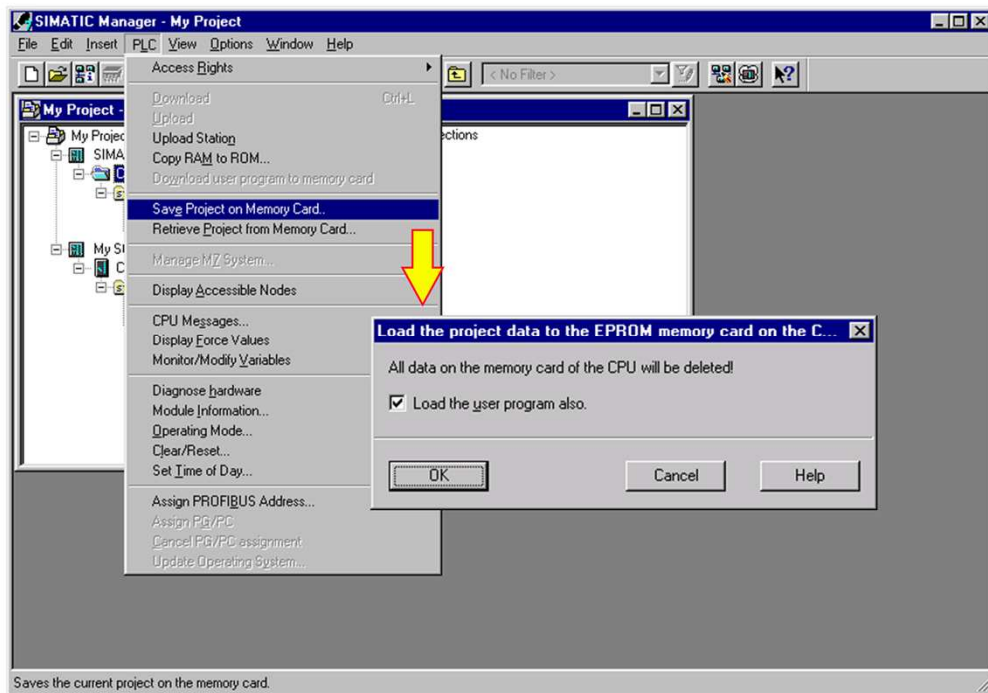 SIMATIC Manager - My Project
File Edit Insert PLC View Options Window Help
< No Filter >
Access Rights
Download Ctrl+L
Upload
Upload Station
Copy RAM to ROM...
Download user program to memory card
Save Project on Memory Card..
Retrieve Project from Memory Card...
Manage M7 System...
Display Accessible Nodes
CPU Messages...
Display Force Values
Monitor/Modify Variables
Diagnose hardware
Module Information...
Operating Mode...
Clear/Reset...
Set Time of Day...
Assign PROFIBUS Address...
Assign PG/PC
Cancel PG/PC assignment
Update Operating System...
My Project -
My Projec
SIMA
My SI
ections
Load the project data to the EPROM memory card on the C...
All data on the memory card of the CPU will be deleted!
Load the user program also.
OK Cancel Help
Saves the current project on the memory card.